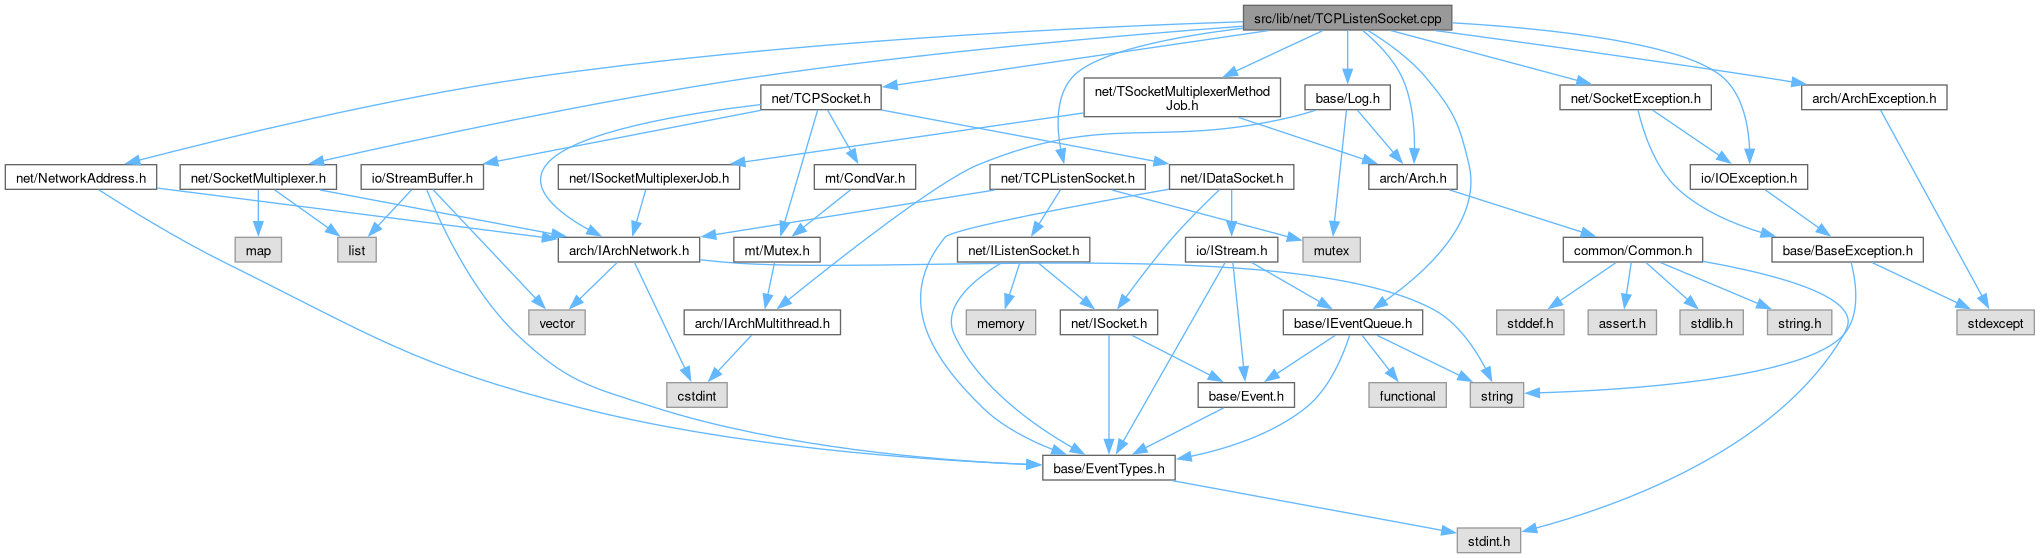 src/lib/net/TCPListenSocket.cpp
net/TCPSocket.h
net/TSocketMultiplexerMethod
Job.h
base/Log.h
net/SocketException.h
arch/ArchException.h
net/NetworkAddress.h
net/SocketMultiplexer.h
io/StreamBuffer.h
net/ISocketMultiplexerJob.h
mt/CondVar.h
net/TCPListenSocket.h
net/IDataSocket.h
arch/Arch.h
io/IOException.h
map
list
arch/IArchNetwork.h
mt/Mutex.h
net/IListenSocket.h
io/IStream.h
mutex
common/Common.h
base/BaseException.h
vector
arch/IArchMultithread.h
memory
net/ISocket.h
base/IEventQueue.h
stddef.h
assert.h
stdlib.h
string.h
stdexcept
cstdint
base/Event.h
functional
string
base/EventTypes.h
stdint.h